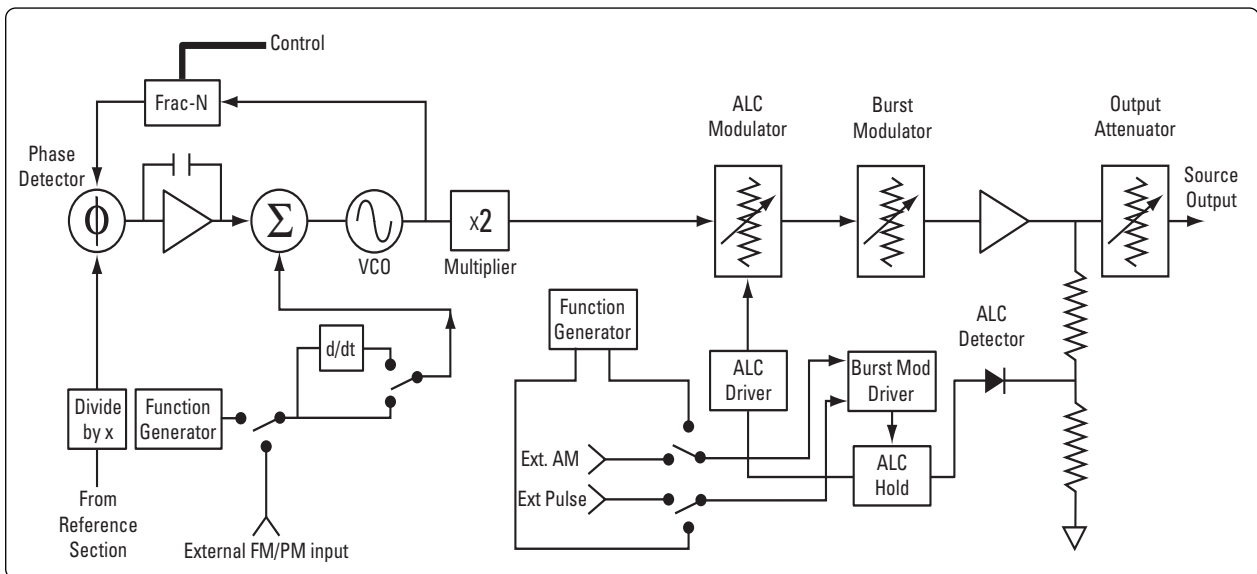 Control
Frac-N
Phase
Detector
ϕ
Σ
VCO
x2
Multiplier
ALC
Modulator
Burst
Modulator
Output
Attenuator
Source
Output
d/dt
Divide
by x
Function
Generator
From
Reference
Section
External FM/PM input
Function
Generator
ALC
Driver
Burst Mod
Driver
ALC
Detector
Ext. AM
Ext Pulse
ALC
Hold